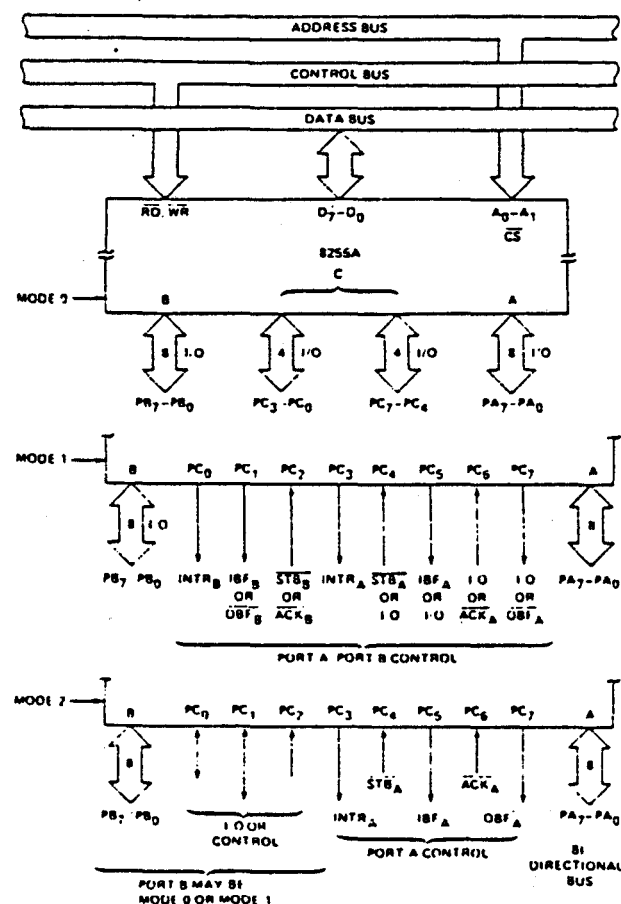 ADDRESS BUS
CONTROL BUS
DATA BUS
RD, WR D7-D0 A0-A1
CS
8255A
C
MODE 0 B A
8 I/O 4 I/O 4 I/O 8 I/O
PB7-PB0 PC3-PC0 PC7-PC4 PA7-PA0
MODE 1
B PC0 PC1 PC2 PC3 PC4 PC5 PC6 PC7 A
8 I/O 8
PB7 PB0 INTRB IBFB STBB INTRA STBA IBFA I/O I/O PA7-PA0
OR OR OR OR OR OR
OBFB ACKB I/O I/O ACKA OBFA
PORT A PORT B CONTROL
MODE 2
B PC0 PC1 PC2 PC3 PC4 PC5 PC6 PC7 A
8 8
STBA ACKA
PB7 PB0 INTRA IBFA OBFA PA7-PA0
I/O OR
CONTROL
PORT A CONTROL
BI
DIRECTIONAL
BUS
PORT B MAY BE
MODE 0 OR MODE 1